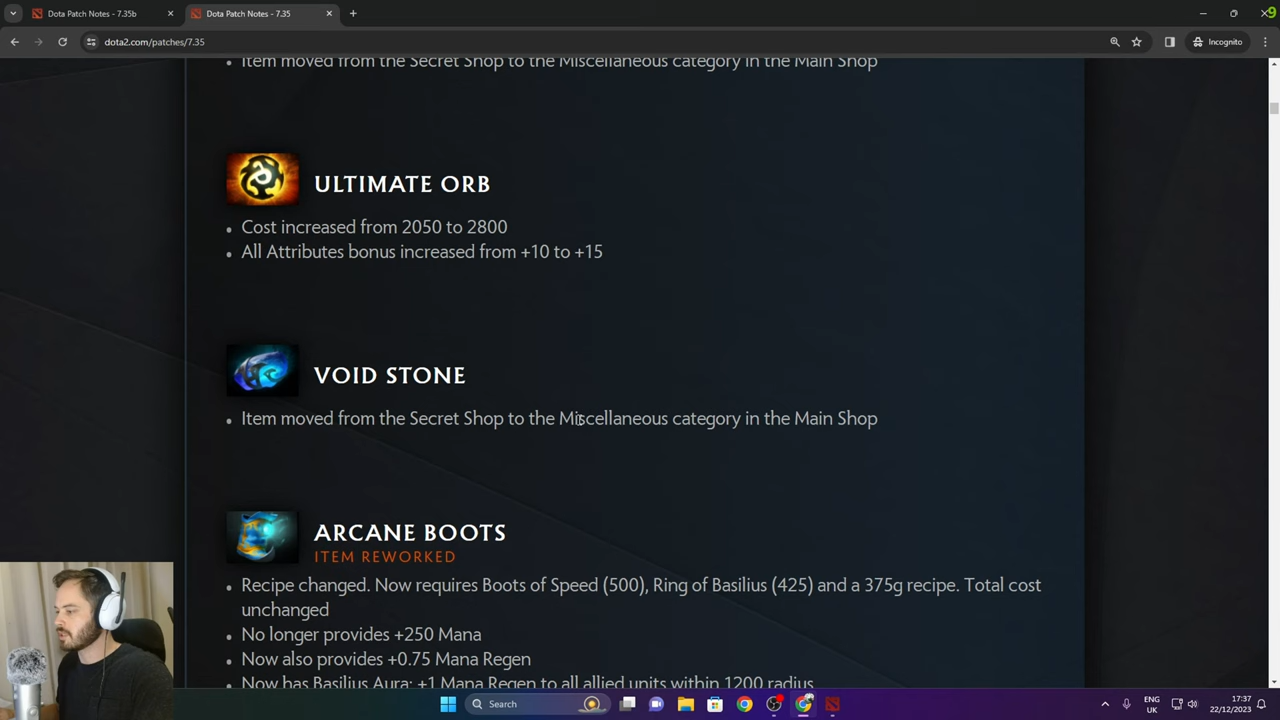 Dota Patch Notes - 7.35b
Dota Patch Notes - 7.35
dota2.com/patches/7.35
Incognito
Item moved from the Secret Shop to the Miscellaneous category in the Main Shop
ULTIMATE ORB
Cost increased from 2050 to 2800
All Attributes bonus increased from +10 to +15
VOID STONE
Item moved from the Secret Shop to the Miscellaneous category in the Main Shop
ARCANE BOOTS
ITEM REWORKED
Recipe changed. Now requires Boots of Speed (500), Ring of Basilius (425) and a 375g recipe. Total cost
unchanged
No longer provides +250 Mana
Now also provides +0.75 Mana Regen
Now has Basilius Aura: +1 Mana Regen to all allied units within 1200 radius
Search
ENG
UK
17:37
22/12/2023
9